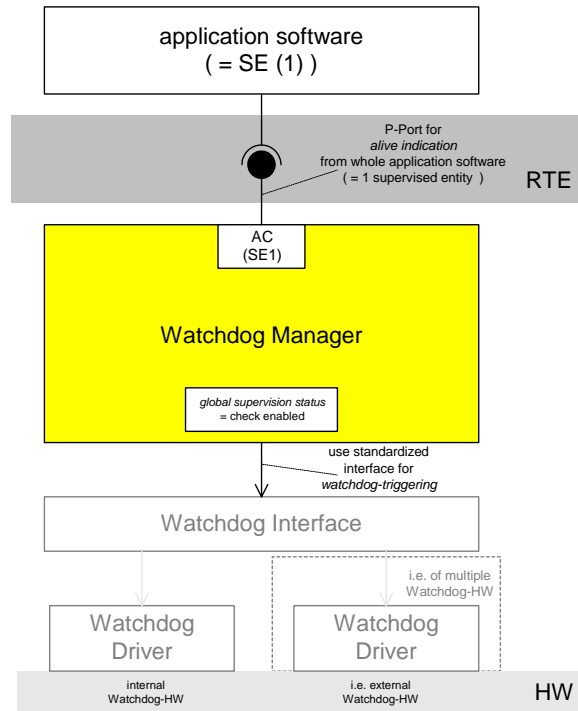 application software
( = SE (1) )
P-Port for
alive indication
from whole application software
( = 1 supervised entity )
RTE
AC
(SE1)
Watchdog Manager
global supervision status
= check enabled
use standardized
interface for
watchdog-triggering
Watchdog Interface
i.e. of multiple
Watchdog-HW
Watchdog
Driver
Watchdog
Driver
internal
Watchdog-HW
i.e. external
Watchdog-HW
HW